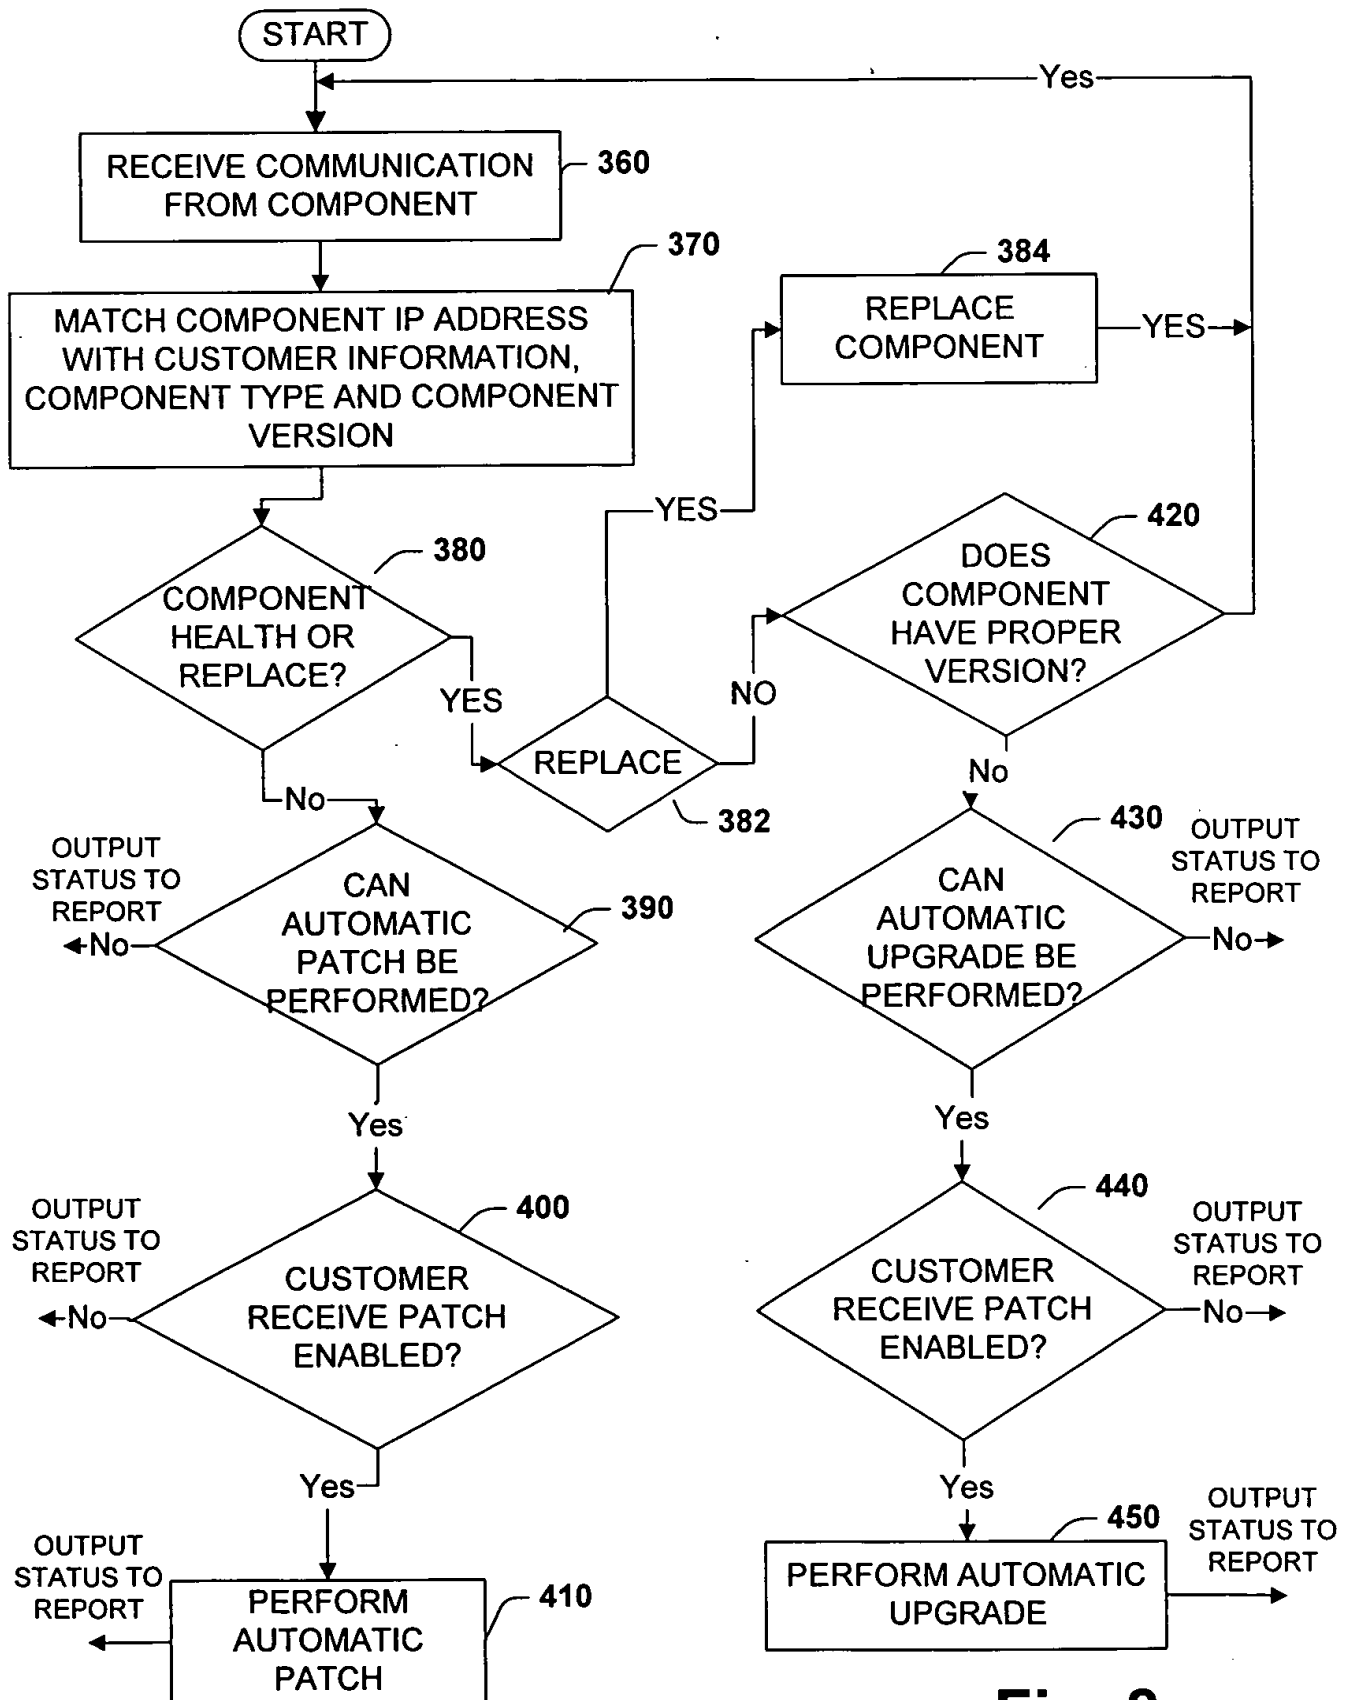 START
Yes
RECEIVE COMMUNICATION
FROM COMPONENT
360
370
MATCH COMPONENT IP ADDRESS
WITH CUSTOMER INFORMATION,
COMPONENT TYPE AND COMPONENT
VERSION
384
REPLACE
COMPONENT
YES
380
COMPONENT
HEALTH OR
REPLACE?
YES
REPLACE
382
YES
NO
420
DOES
COMPONENT
HAVE PROPER
VERSION?
No
No
390
CAN
AUTOMATIC
PATCH BE
PERFORMED?
OUTPUT
STATUS TO
REPORT
No
Yes
430
CAN
AUTOMATIC
UPGRADE BE
PERFORMED?
OUTPUT
STATUS TO
REPORT
No
Yes
400
CUSTOMER
RECEIVE PATCH
ENABLED?
OUTPUT
STATUS TO
REPORT
No
Yes
440
CUSTOMER
RECEIVE PATCH
ENABLED?
OUTPUT
STATUS TO
REPORT
No
Yes
410
PERFORM
AUTOMATIC
PATCH
OUTPUT
STATUS TO
REPORT
450
PERFORM AUTOMATIC
UPGRADE
OUTPUT
STATUS TO
REPORT